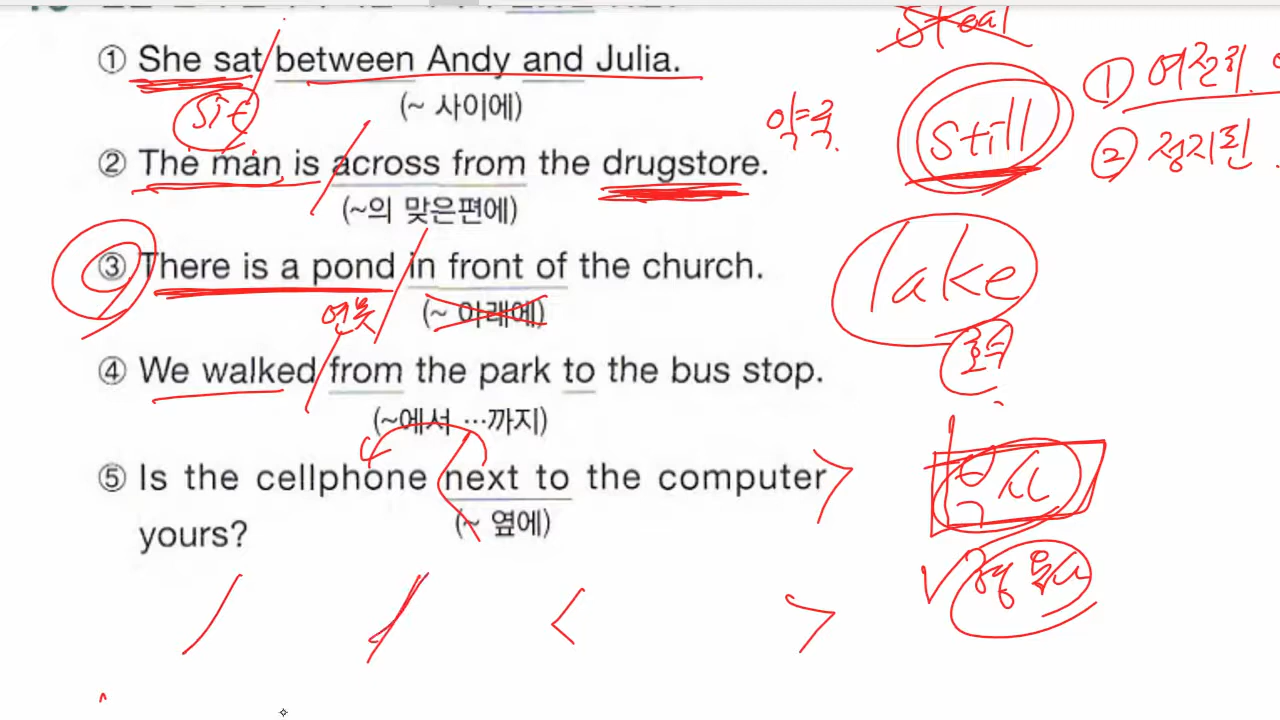 Steal
① She sat between Andy and Julia.
sit
(~ 사이에)
약국
still
① 여전히
② 정지된
② The man is across from the drugstore.
(~의 맞은편에)
③ There is a pond in front of the church.
연못
(~ 아래에)
lake
호수
④ We walked from the park to the bus stop.
(~에서 …까지)
⑤ Is the cellphone next to the computer
yours?
(~ 옆에)
형용사